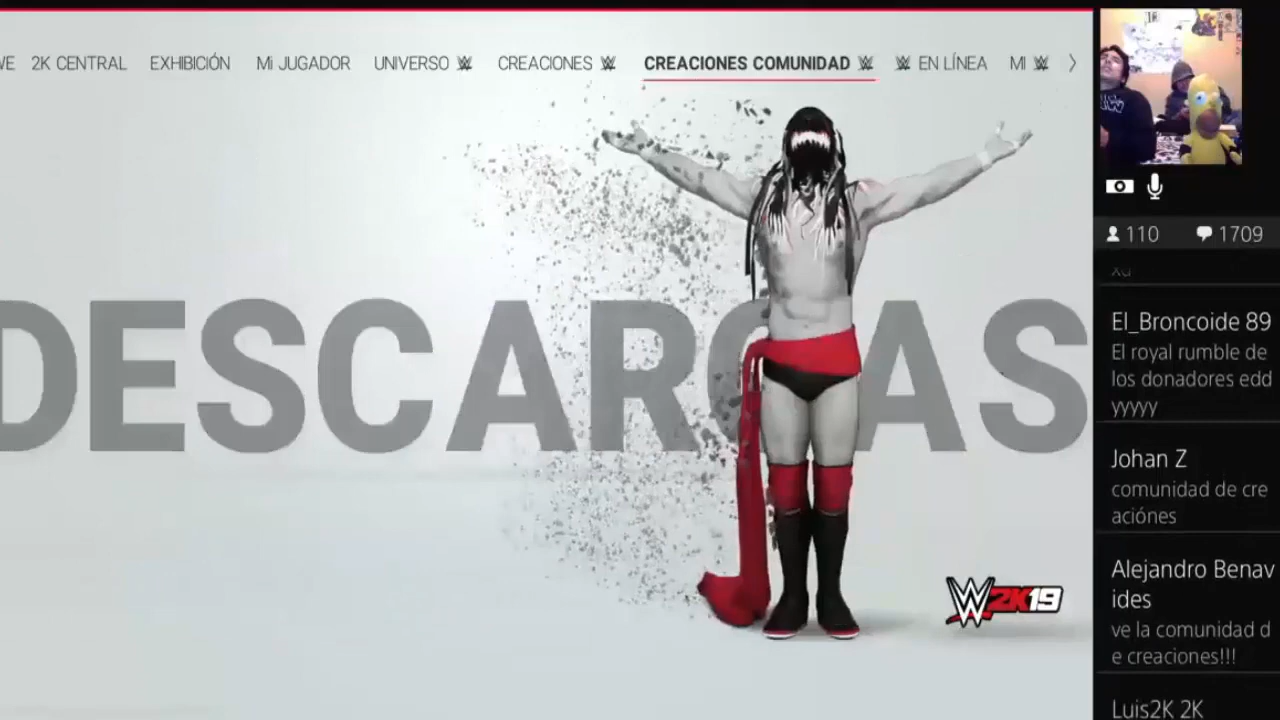 WE 2K CENTRAL EXHIBICIÓN Mi JUGADOR UNIVERSO W CREACIONES W CREACIONES COMUNIDAD W W EN LÍNEA MI W
DESCARGAS
W2K19
110 1709
xd
El_Broncoide 89
El royal rumble de
los donadores edd
yyyyy
Johan Z
comunidad de cre
aciónes
Alejandro Benav
ides
ve la comunidad d
e creaciones!!!
Luis2K 2K